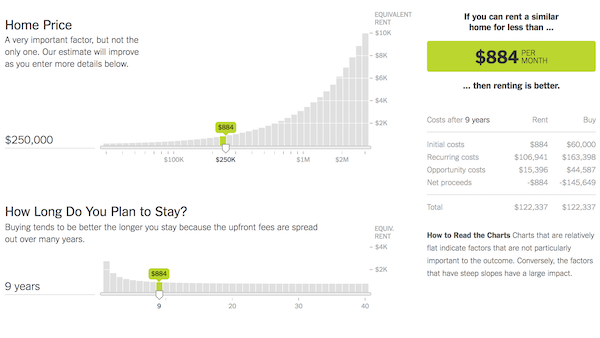 Home Price
A very important factor, but not the
only one. Our estimate will improve
as you enter more details below.
$250,000
EQUIVALENT
RENT
$10K
$8K
$6K
$4K
$2K
$884
$100K
$250K
$1M
$2M
How Long Do You Plan to Stay?
Buying tends to be better the longer you stay because the upfront fees are spread
out over many years.
9 years
EQUIV.
RENT
$4K
$2K
$884
9
20
30
40
If you can rent a similar
home for less than ...
$884 PER MONTH
... then renting is better.
Costs after 9 years Rent Buy
Initial costs $884 $60,000
Recurring costs $106,941 $163,398
Opportunity costs $15,396 $44,587
Net proceeds -$884 -$145,649
Total $122,337 $122,337
How to Read the Charts Charts that are relatively
flat indicate factors that are not particularly
important to the outcome. Conversely, the factors
that have steep slopes have a large impact.